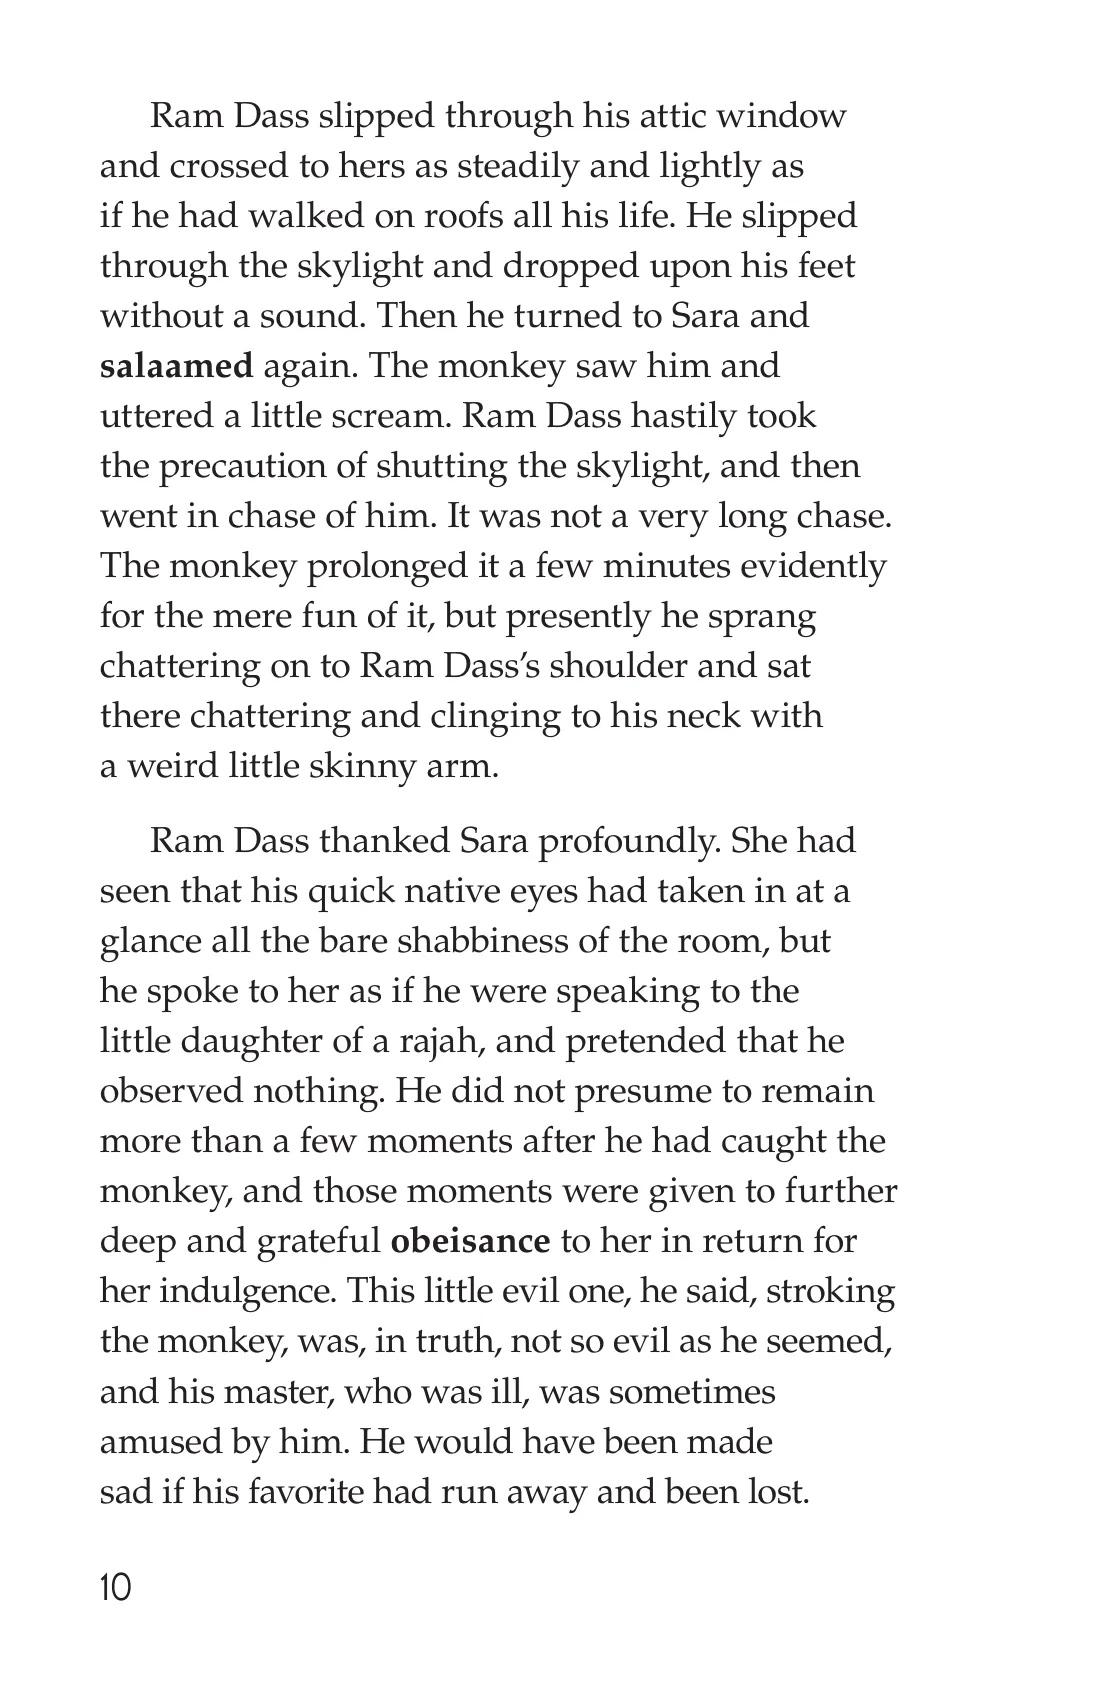 Ram Dass slipped through his attic window
and crossed to hers as steadily and lightly as
if he had walked on roofs all his life. He slipped
through the skylight and dropped upon his feet
without a sound. Then he turned to Sara and
salaamed again. The monkey saw him and
uttered a little scream. Ram Dass hastily took
the precaution of shutting the skylight, and then
went in chase of him. It was not a very long chase.
The monkey prolonged it a few minutes evidently
for the mere fun of it, but presently he sprang
chattering on to Ram Dass’s shoulder and sat
there chattering and clinging to his neck with
a weird little skinny arm.
Ram Dass thanked Sara profoundly. She had
seen that his quick native eyes had taken in at a
glance all the bare shabbiness of the room, but
he spoke to her as if he were speaking to the
little daughter of a rajah, and pretended that he
observed nothing. He did not presume to remain
more than a few moments after he had caught the
monkey, and those moments were given to further
deep and grateful obeisance to her in return for
her indulgence. This little evil one, he said, stroking
the monkey, was, in truth, not so evil as he seemed,
and his master, who was ill, was sometimes
amused by him. He would have been made
sad if his favorite had run away and been lost.
10